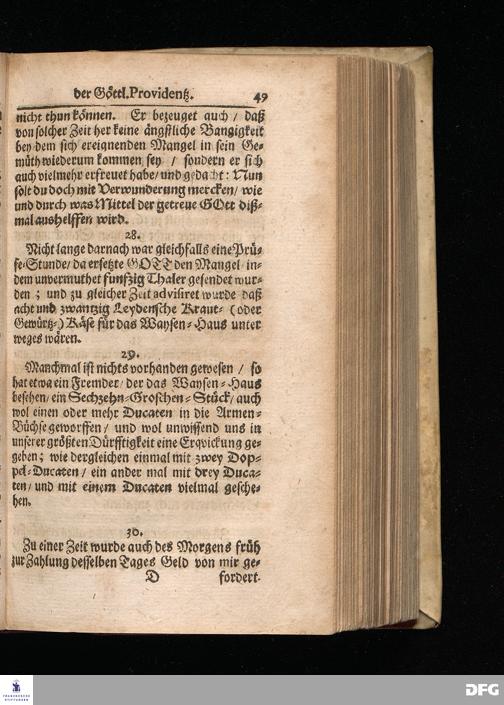 der Göttl. Providentz. 49
nicht thun können. Er bezeuget auch / daß
von solcher Zeit her keine ängstliche Bangigkeit
bey dem sich ereignenden Mangel in sein Ge-
müth wiederum kommen sey / sondern er sich
auch vielmehr erfreuet habe / und gedacht: Nun
solt du doch mit Verwunderung mercken / wie
und durch was Mittel der getreue GOtt diß-
mal aushelffen wird.
28.
Nicht lange darnach war gleichfalls eine Prü-
fe-Stunde / da ersetzte GOTT den Mangel in-
dem unvermuthet funfzig Thaler gesendet wur-
den ; und zu gleicher Zeit advisiret wurde daß
acht und zwantzig Leydensche Kraut- (oder
Gewürtz-) Käse für das Waysen-Haus unter
weges wären.
29.
Manchmal ist nichts vorhanden gewesen / so
hat etwa ein Fremder / der das Waysen-Haus
besehen / ein Sechzehn-Groschen-Stück / auch
wol einen oder mehr Ducaten in die Armen-
Büchse geworffen / und wol unwissend uns in
unserer größten Dürfftigkeit eine Erqvickung ge-
geben ; wie dergleichen einmal mit zwey Dop-
pel-Ducaten / ein ander mal mit drey Duca-
ten / und mit einem Ducaten vielmal gesche-
hen.
30.
Zu einer Zeit wurde auch des Morgens früh
zur Zahlung desselben Tages Geld von mir ge-
D fordert.
FRANCKESCHE
STIFTUNGEN
DFG